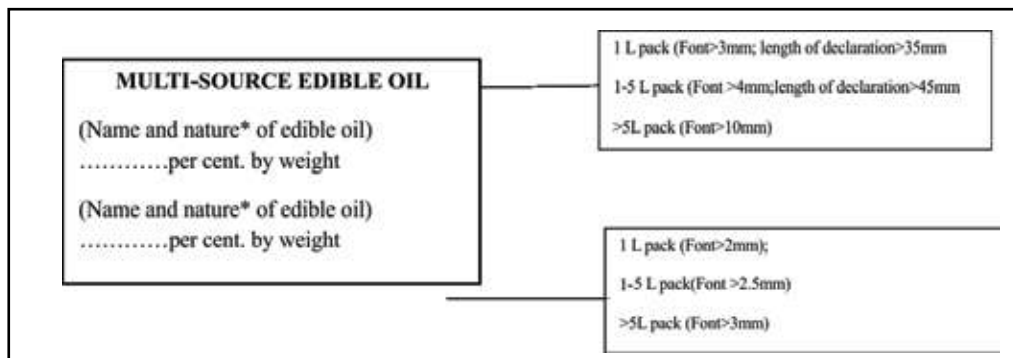 MULTI-SOURCE EDIBLE OIL
(Name and nature* of edible oil)
............per cent. by weight
(Name and nature* of edible oil)
............per cent. by weight
1 L pack (Font>3mm; length of declaration>35mm
1-5 L pack (Font >4mm;length of declaration>45mm
>5L pack (Font>10mm)
1 L pack (Font>2mm);
1-5 L pack(Font >2.5mm)
>5L pack (Font>3mm)